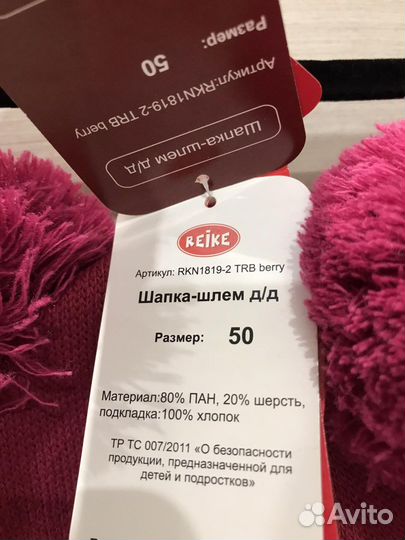 Размер:
50
Артикул:RKN1819-2 TRB berry
Шапка-шлем д/д
REIKE
Артикул: RKN1819-2 TRB berry
Шапка-шлем д/д
Размер: 50
Материал:80% ПАН, 20% шерсть,
подкладка:100% хлопок
ТР ТС 007/2011 «О безопасности
продукции, предназначенной для
детей и подростков»
Avito